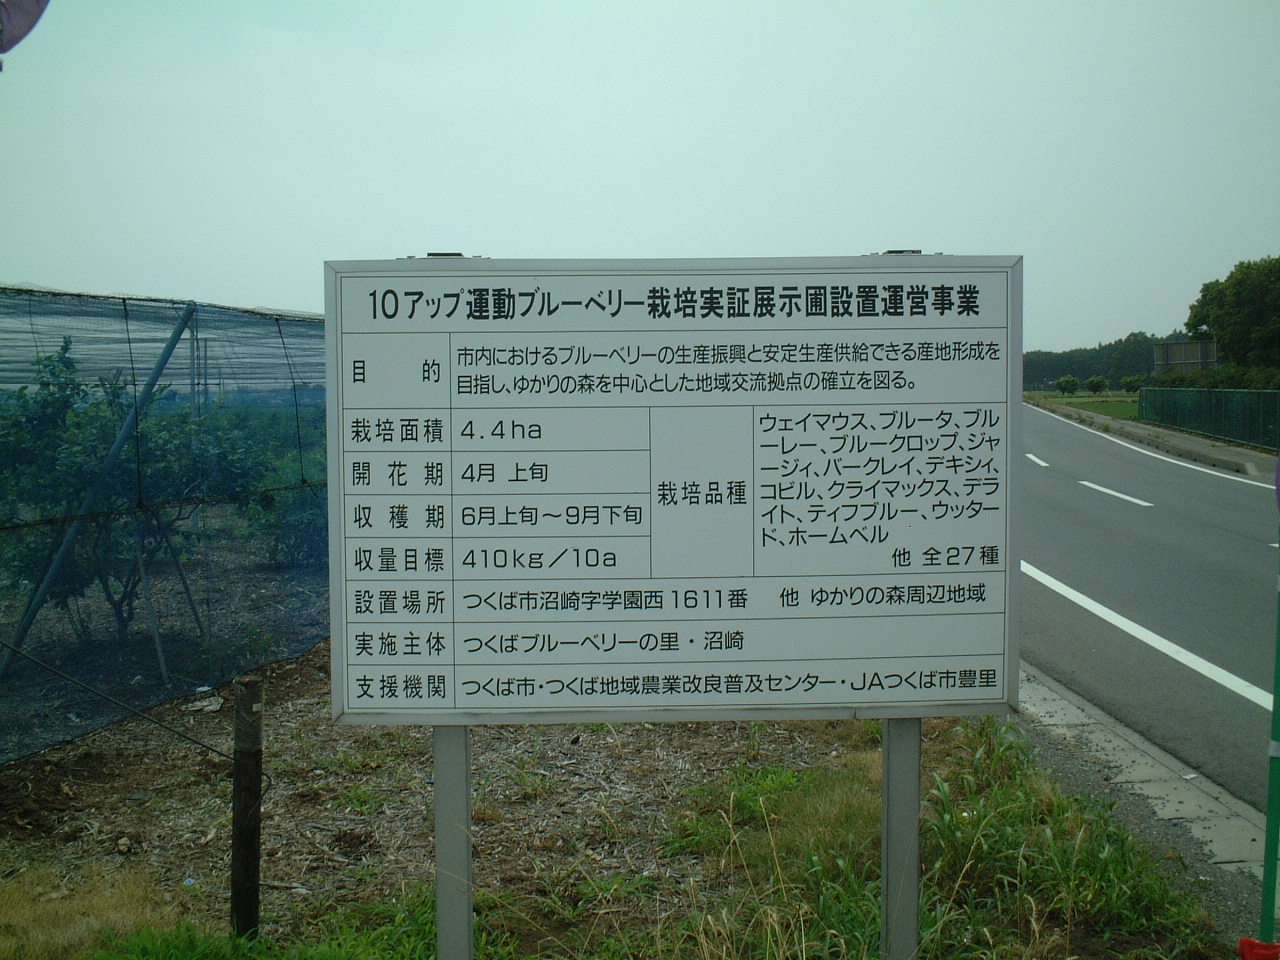 10アップ運動ブルーベリー栽培実証展示圃設置運営事業
目的
市内におけるブルーベリーの生産振興と安定生産供給できる産地形成を
目指し、ゆかりの森を中心とした地域交流拠点の確立を図る。
栽培面積 4.4ha
開花期 4月 上旬
収穫期 6月上旬～9月下旬
収量目標 410kg／10a
栽培品種
ウェイマウス、ブルータ、ブル
ーレー、ブルークロップ、ジャ
ージィ、バークレイ、デキシィ、
コビル、クライマックス、デラ
イト、ティフブルー、ウッター
ド、ホームベル
他 全27種
設置場所 つくば市沼崎字学園西1611番 他 ゆかりの森周辺地域
実施主体 つくばブルーベリーの里・沼崎
支援機関 つくば市・つくば地域農業改良普及センター・JAつくば市豊里